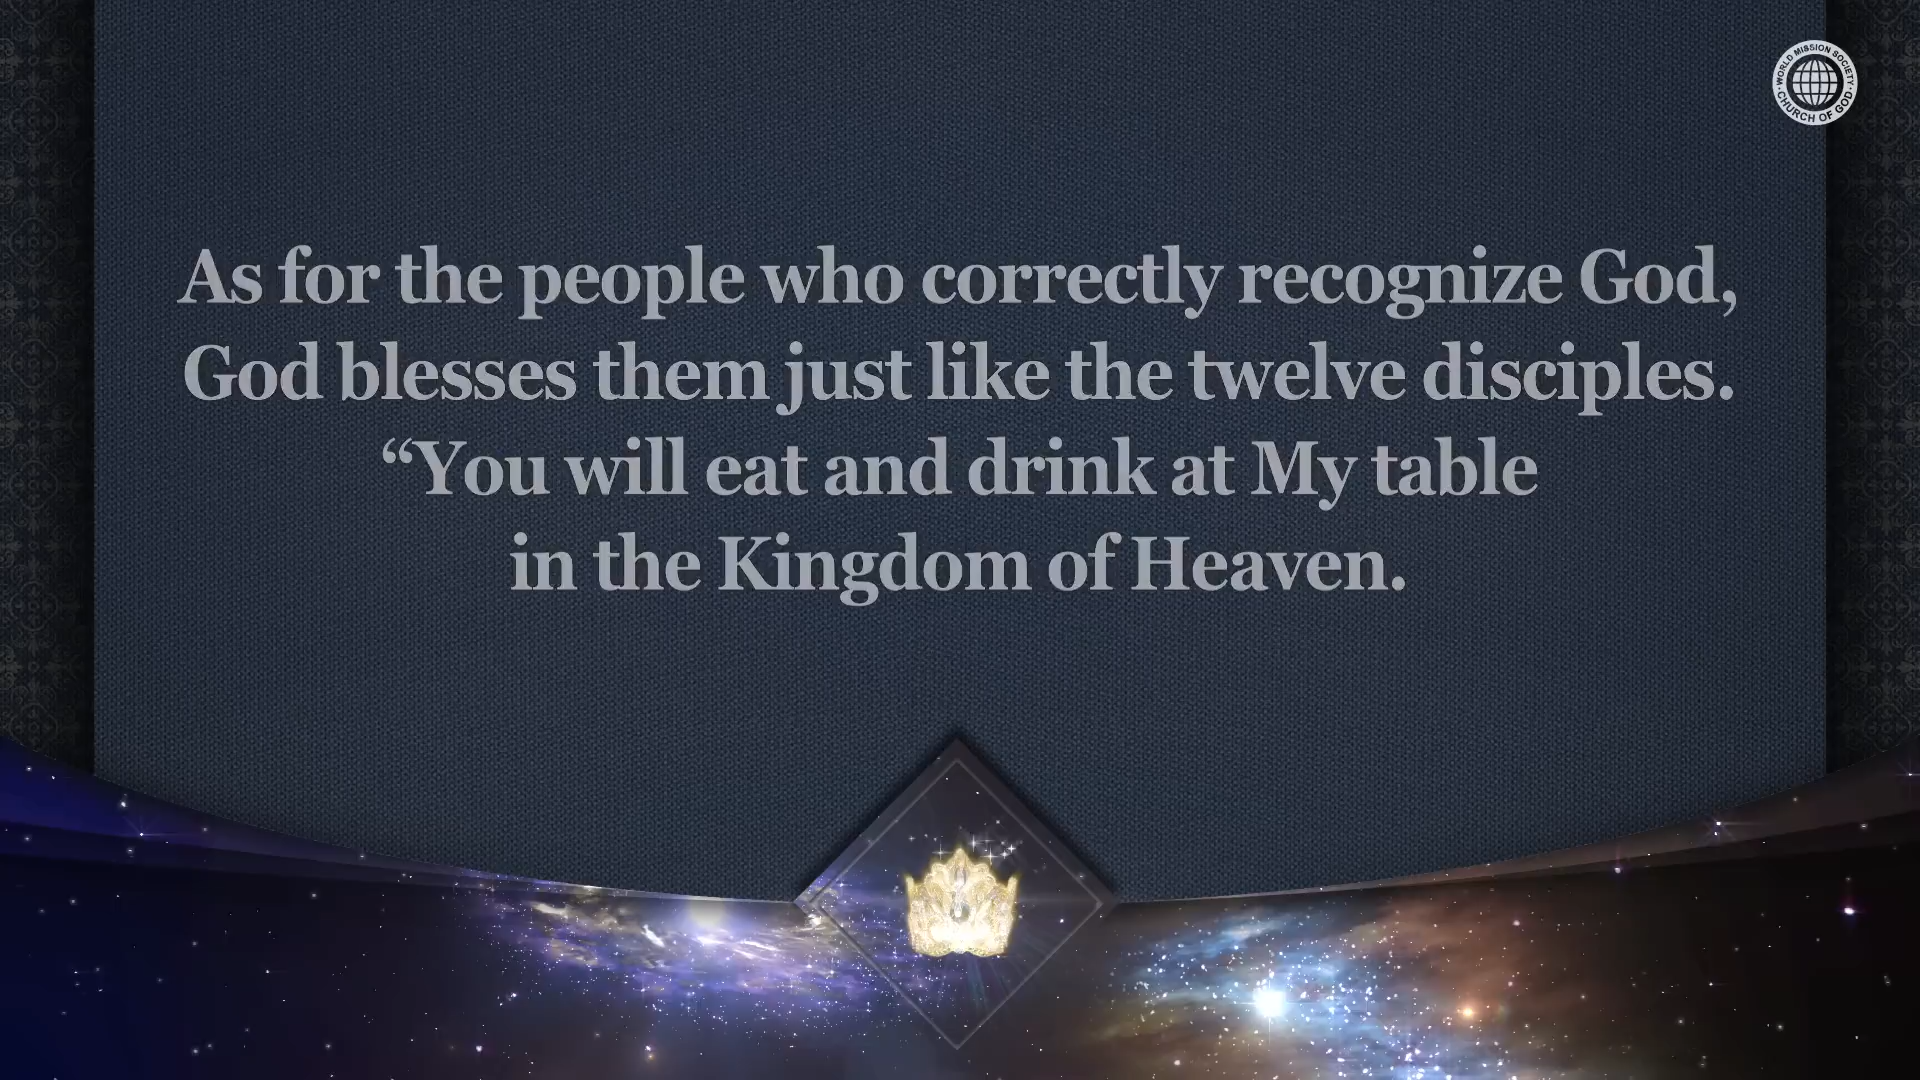 WORLD MISSION SOCIETY
CHURCH OF GOD
As for the people who correctly recognize God,
God blesses them just like the twelve disciples.
“You will eat and drink at My table
in the Kingdom of Heaven.